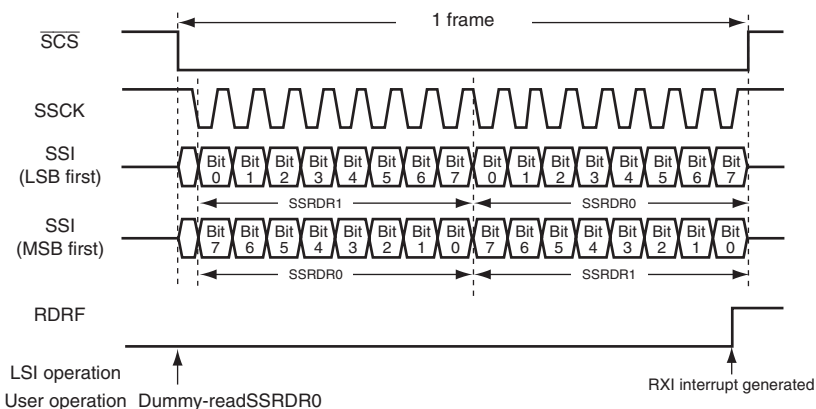 1 frame
SCS
SSCK
SSI
(LSB first)
Bit 0 Bit 1 Bit 2 Bit 3 Bit 4 Bit 5 Bit 6 Bit 7 Bit 0 Bit 1 Bit 2 Bit 3 Bit 4 Bit 5 Bit 6 Bit 7
SSRDR1 SSRDR0
SSI
(MSB first)
Bit 7 Bit 6 Bit 5 Bit 4 Bit 3 Bit 2 Bit 1 Bit 0 Bit 7 Bit 6 Bit 5 Bit 4 Bit 3 Bit 2 Bit 1 Bit 0
SSRDR0 SSRDR1
RDRF
LSI operation
RXI interrupt generated
User operation Dummy-readSSRDR0